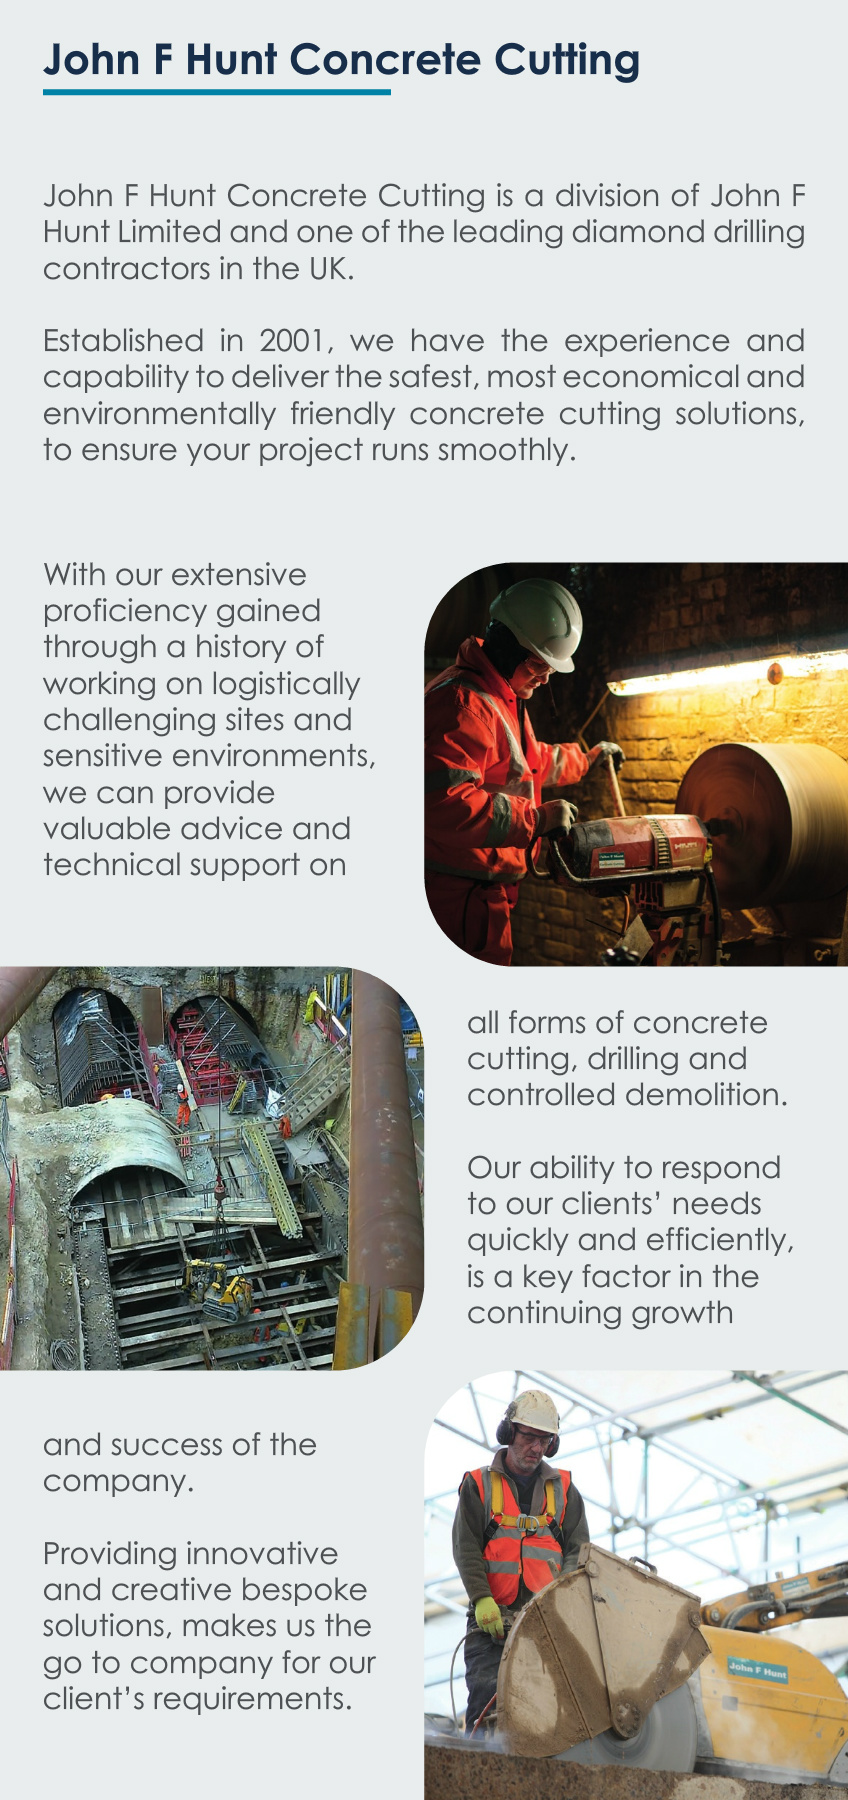 John F Hunt Concrete Cutting
John F Hunt Concrete Cutting is a division of John F
Hunt Limited and one of the leading diamond drilling
contractors in the UK.
Established in 2001, we have the experience and
capability to deliver the safest, most economical and
environmentally friendly concrete cutting solutions,
to ensure your project runs smoothly.
With our extensive
proficiency gained
through a history of
working on logistically
challenging sites and
sensitive environments,
we can provide
valuable advice and
technical support on
John F Hunt
HILTI
all forms of concrete
cutting, drilling and
controlled demolition.
Our ability to respond
to our clients’ needs
quickly and efficiently,
is a key factor in the
continuing growth
and success of the
company.
Providing innovative
and creative bespoke
solutions, makes us the
go to company for our
client’s requirements.
John F Hunt